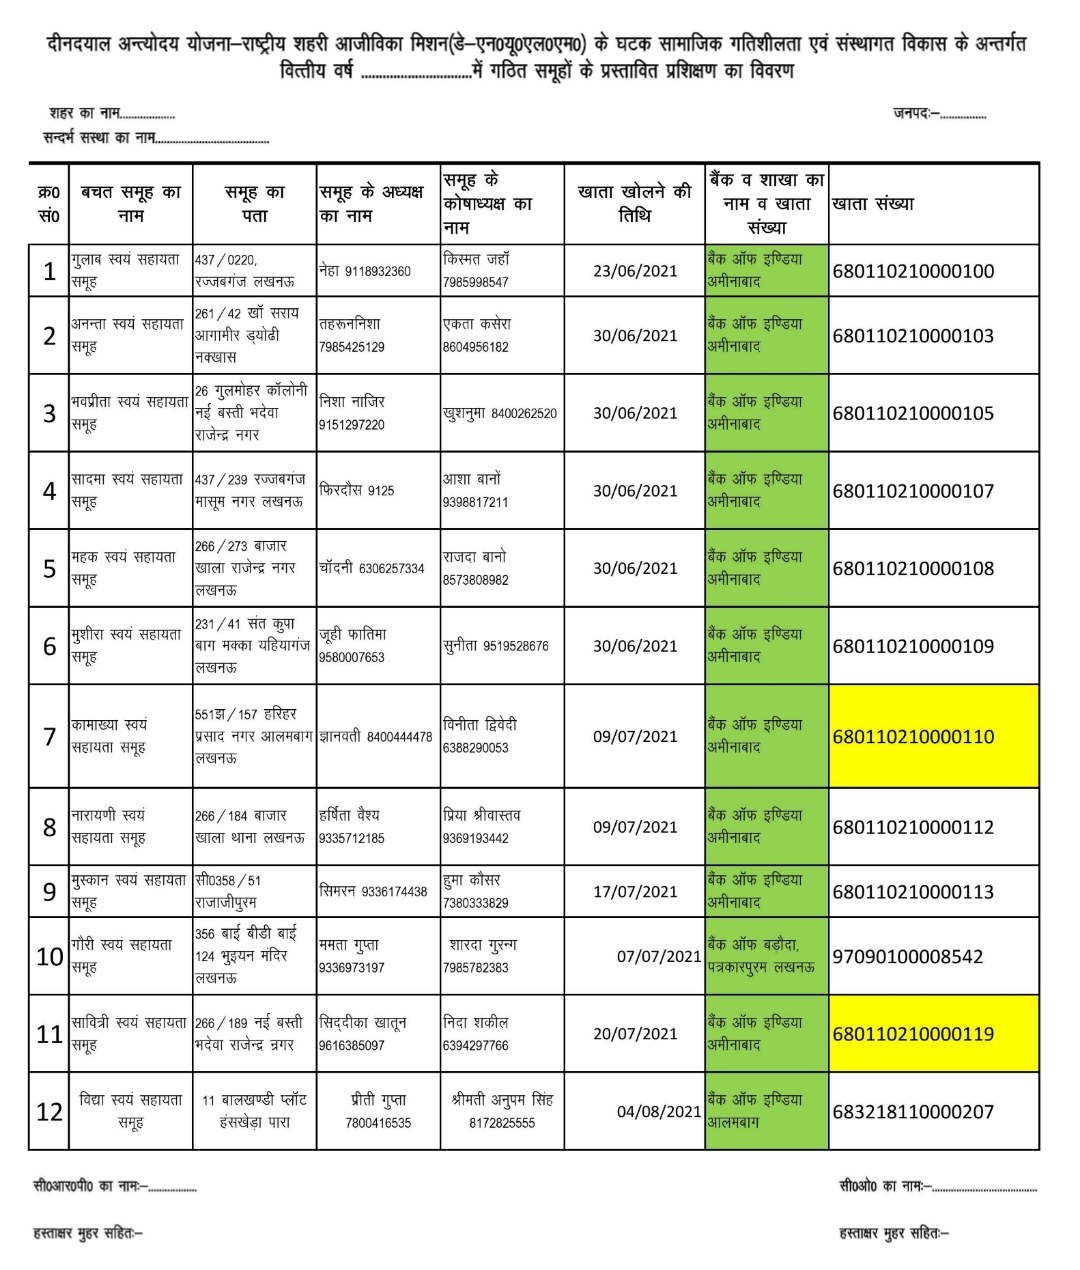 दीनदयाल अन्त्योदय योजना–राष्ट्रीय शहरी आजीविका मिशन(डे–एन0यू0एल0एम0) के घटक सामाजिक गतिशीलता एवं संस्थागत विकास के अन्तर्गत
वित्तीय वर्ष ...............................में गठित समूहों के प्रस्तावित प्रशिक्षण का विवरण
शहर का नाम................... जनपदः–................
सन्दर्भ सस्था का नाम.......................................
क्र0 सं0 बचत समूह का नाम समूह का पता समूह के अध्यक्ष का नाम समूह के कोषाध्यक्ष का नाम खाता खोलने की तिथि बैंक व शाखा का नाम व खाता संख्या खाता संख्या
1 गुलाब स्वयं सहायता समूह 437/0220, रज्जबगंज लखनऊ नेहा 9118932360 किस्मत जहॉ 7985998547 23/06/2021 बैंक ऑफ इण्डिया अमीनाबाद 680110210000100
2 अनन्ता स्वयं सहायता समूह 261/42 खॉ सराय आगामीर ड्योढी नक्खास तहरूननिशा 7985425129 एकता कसेरा 8604956182 30/06/2021 बैंक ऑफ इण्डिया अमीनाबाद 680110210000103
3 भवप्रीता स्वयं सहायता समूह 26 गुलमोहर कॉलोनी नई बस्ती भदेवा राजेन्द्र नगर निशा नाजिर 9151297220 खुशनुमा 8400262520 30/06/2021 बैंक ऑफ इण्डिया अमीनाबाद 680110210000105
4 सादमा स्वयं सहायता समूह 437/239 रज्जबगंज मासूम नगर लखनऊ फिरदौस 9125 आशा बानों 9398817211 30/06/2021 बैंक ऑफ इण्डिया अमीनाबाद 680110210000107
5 महक स्वयं सहायता समूह 266/273 बाजार खाला राजेन्द्र नगर लखनऊ चॉदनी 6306257334 राजदा बानो 8573808982 30/06/2021 बैंक ऑफ इण्डिया अमीनाबाद 680110210000108
6 मुशीरा स्वयं सहायता समूह 231/41 संत कुपा बाग मक्का यहियागंज लखनऊ जूही फातिमा 9580007653 सुनीता 9519528676 30/06/2021 बैंक ऑफ इण्डिया अमीनाबाद 680110210000109
7 कामाख्या स्वयं सहायता समूह 551झ/157 हरिहर प्रसाद नगर आलमबाग लखनऊ ज्ञानवती 8400444478 विनीता द्विवेदी 6388290053 09/07/2021 बैंक ऑफ इण्डिया अमीनाबाद 680110210000110
8 नारायणी स्वयं सहायता समूह 266/184 बाजार खाला थाना लखनऊ हर्षिता वैश्य 9335712185 प्रिया श्रीवास्तव 9369193442 09/07/2021 बैंक ऑफ इण्डिया अमीनाबाद 680110210000112
9 मुस्कान स्वयं सहायता समूह सी0358/51 राजाजीपुरम सिमरन 9336174438 हुमा कौसर 7380333829 17/07/2021 बैंक ऑफ इण्डिया अमीनाबाद 680110210000113
10 गौरी स्वयं सहायता समूह 356 बाई बीडी बाई 124 भुइयन मंदिर लखनऊ ममता गुप्ता 9336973197 शारदा गुरन्ग 7985782383 07/07/2021 बैंक ऑफ बड़ौदा, पत्रकारपुरम लखनऊ 97090100008542
11 सावित्री स्वयं सहायता समूह 266/189 नई बस्ती भदेवा राजेन्द्र न्रगर सिद्दीका खातून 9616385097 निदा शकील 6394297766 20/07/2021 बैंक ऑफ इण्डिया अमीनाबाद 680110210000119
12 विद्या स्वयं सहायता समूह 11 बालखण्डी प्लॉट हंसखेड़ा पारा प्रीती गुप्ता 7800416535 श्रीमती अनुपम सिंह 8172825555 04/08/2021 बैंक ऑफ इण्डिया आलमबाग 683218110000207
सी0आर0पी0 का नामः–................. सी0ओ0 का नामः–....................................
हस्ताक्षर मुहर सहितः– हस्ताक्षर मुहर सहितः–